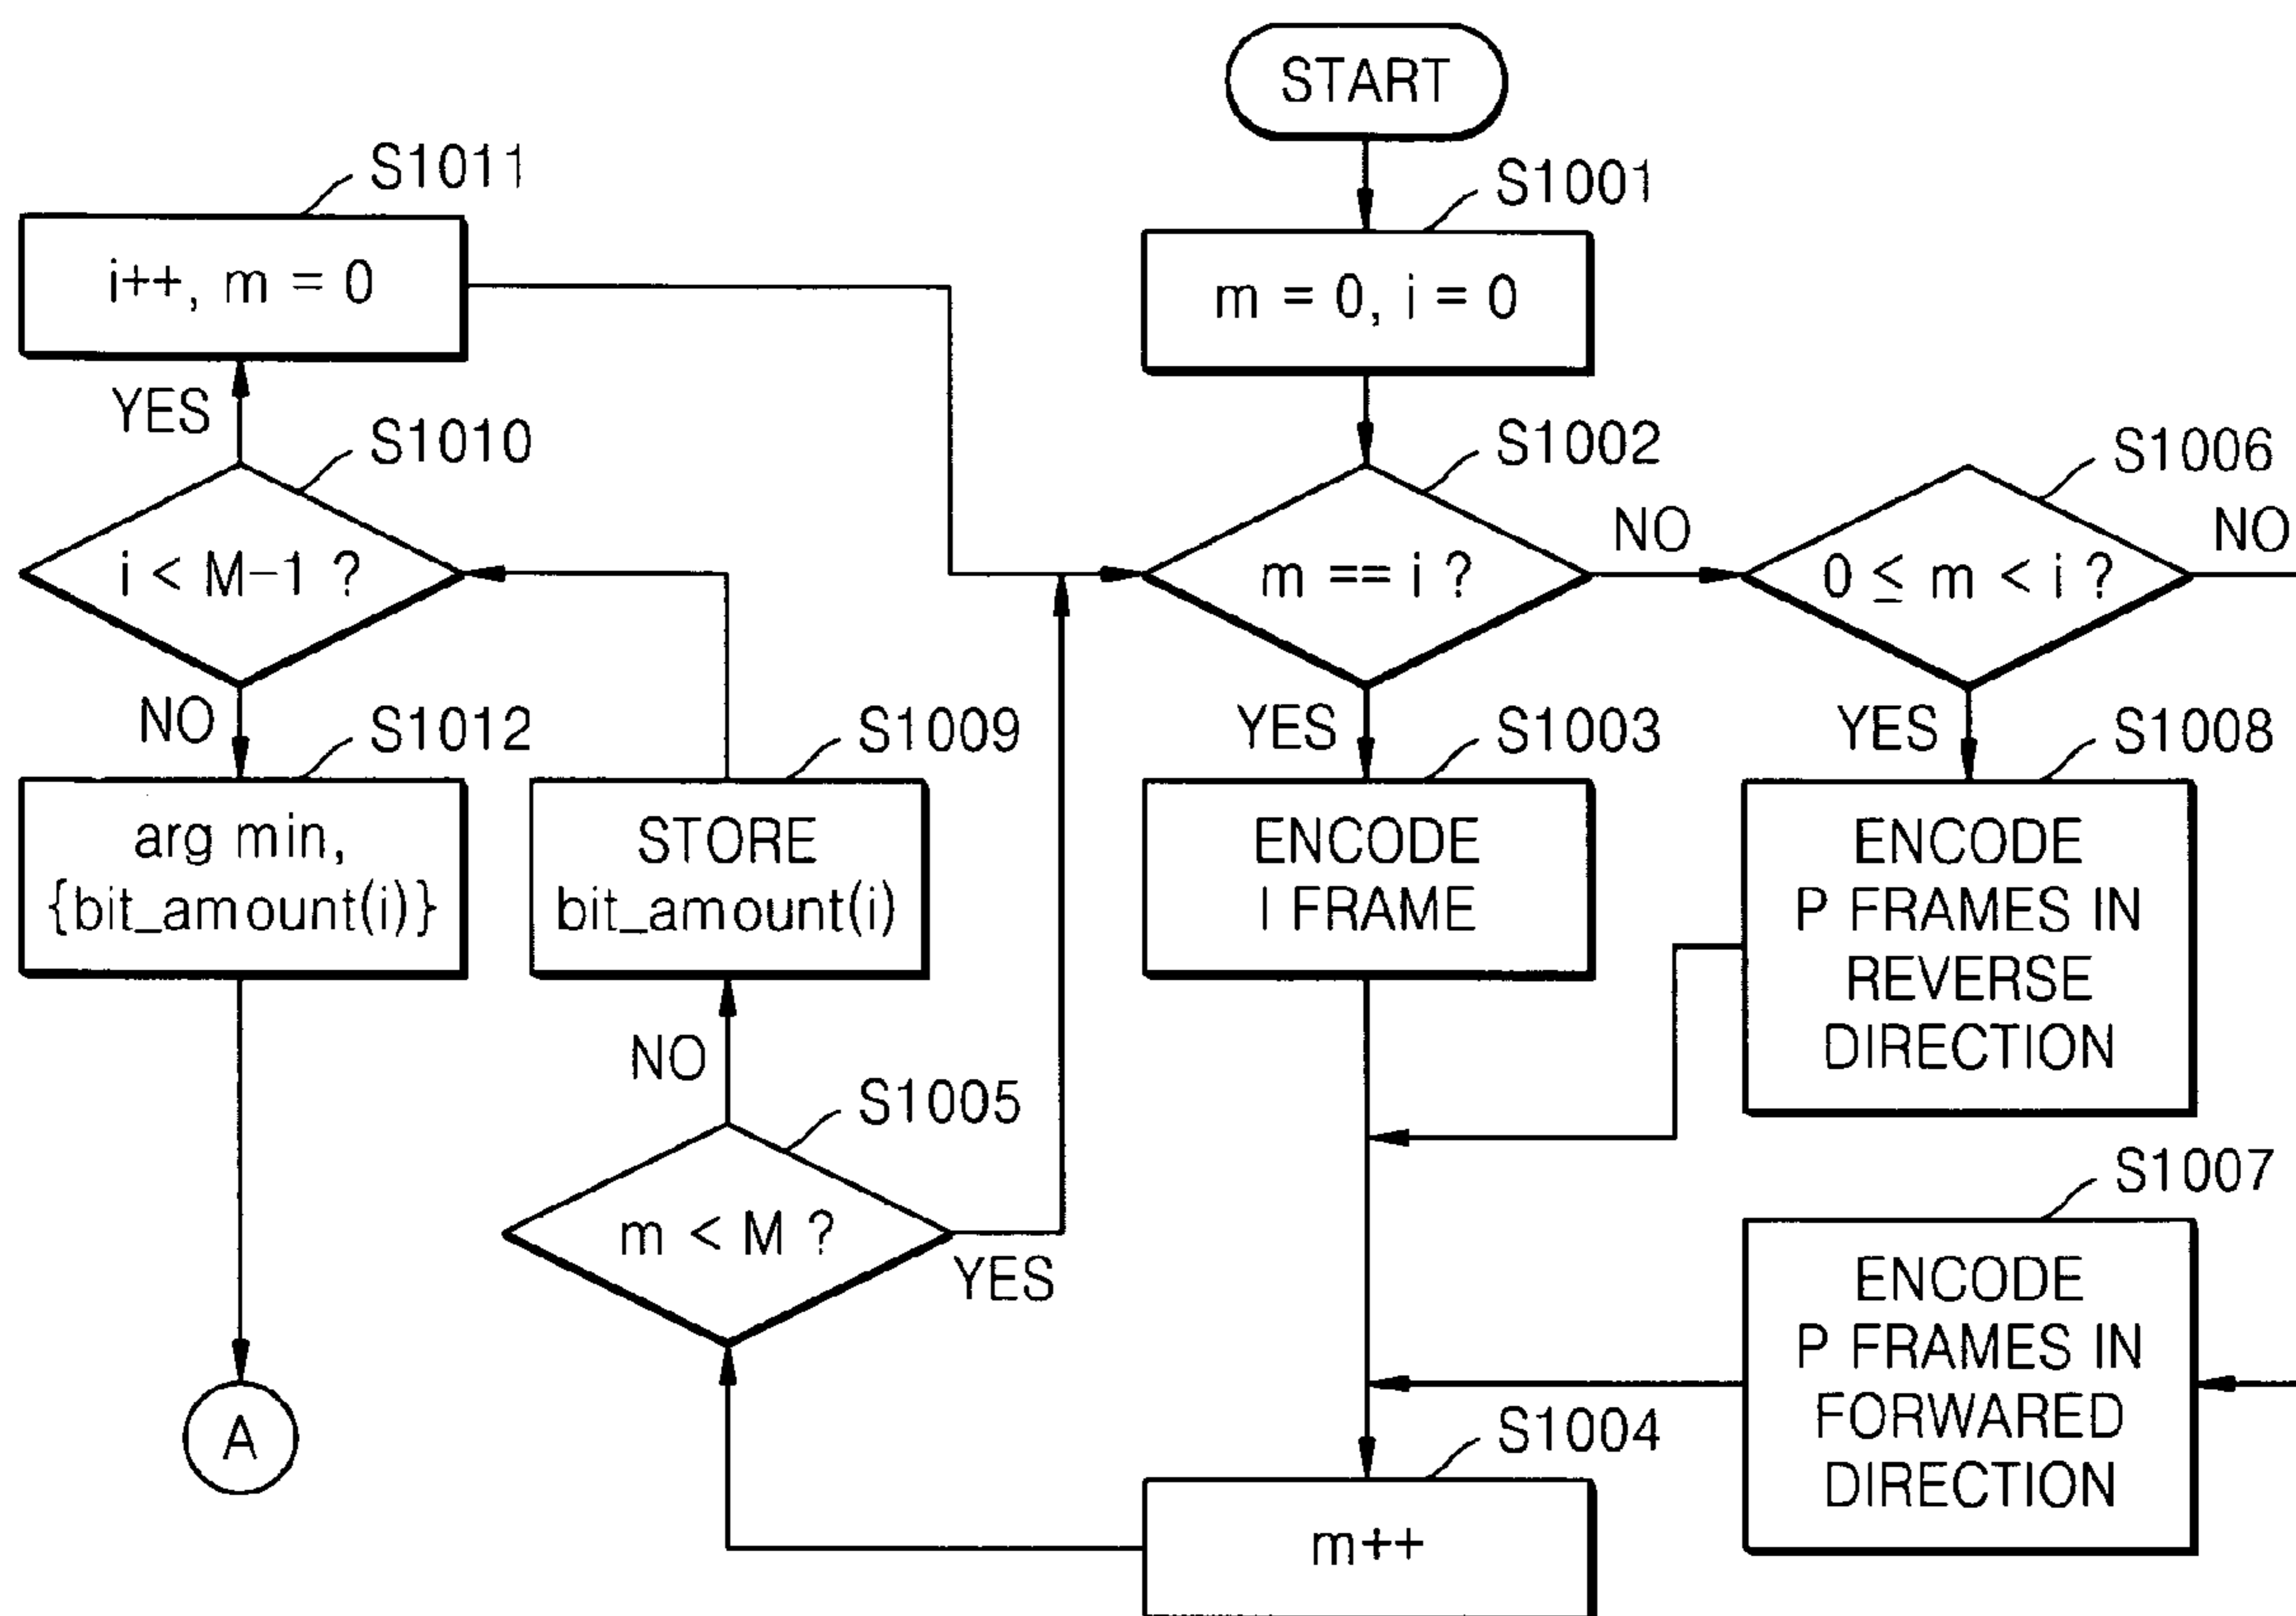 START
S1001
m = 0, i = 0
S1002
m == i ?
NO
YES
S1003
ENCODE
I FRAME
S1006
0 ≤ m < i ?
NO
YES
S1008
ENCODE
P FRAMES IN
REVERSE
DIRECTION
S1007
ENCODE
P FRAMES IN
FORWARED
DIRECTION
S1004
m++
S1005
m < M ?
YES
NO
S1009
STORE
bit_amount(i)
S1010
i < M-1 ?
YES
S1011
i++, m = 0
NO
S1012
arg min,
{bit_amount(i)}
A